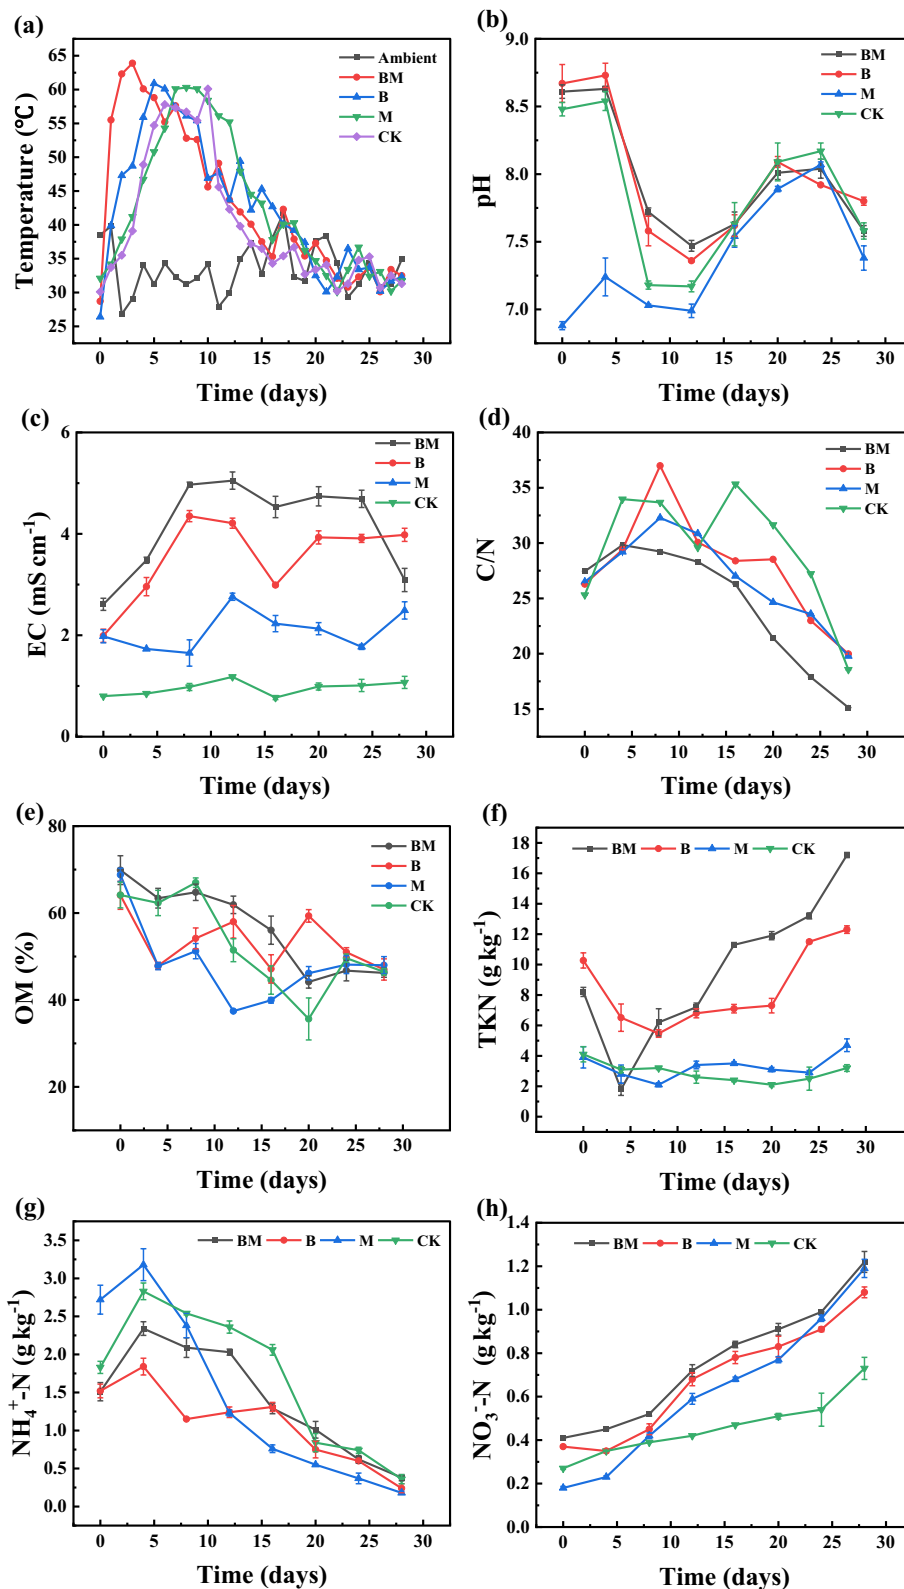 (a)
Temperature (℃)
65
60
55
50
45
40
35
30
25
Ambient
BM
B
M
CK
0 5 10 15 20 25 30
Time (days)
(b)
pH
9.0
8.5
8.0
7.5
7.0
BM
B
M
CK
0 5 10 15 20 25 30
Time (days)
(c)
EC (mS cm⁻¹)
6
4
2
0
BM
B
M
CK
0 5 10 15 20 25 30
Time (days)
(d)
C/N
40
35
30
25
20
15
BM
B
M
CK
0 5 10 15 20 25 30
Time (days)
(e)
OM (%)
80
60
40
20
BM
B
M
CK
0 5 10 15 20 25 30
Time (days)
(f)
TKN (g kg⁻¹)
18
16
14
12
10
8
6
4
2
0
BM B M CK
0 5 10 15 20 25 30
Time (days)
(g)
NH₄⁺-N (g kg⁻¹)
3.5
3.0
2.5
2.0
1.5
1.0
0.5
0.0
BM B M CK
0 5 10 15 20 25 30
Time (days)
(h)
NO₃⁻-N (g kg⁻¹)
1.4
1.2
1.0
0.8
0.6
0.4
0.2
0.0
BM B M CK
0 5 10 15 20 25 30
Time (days)